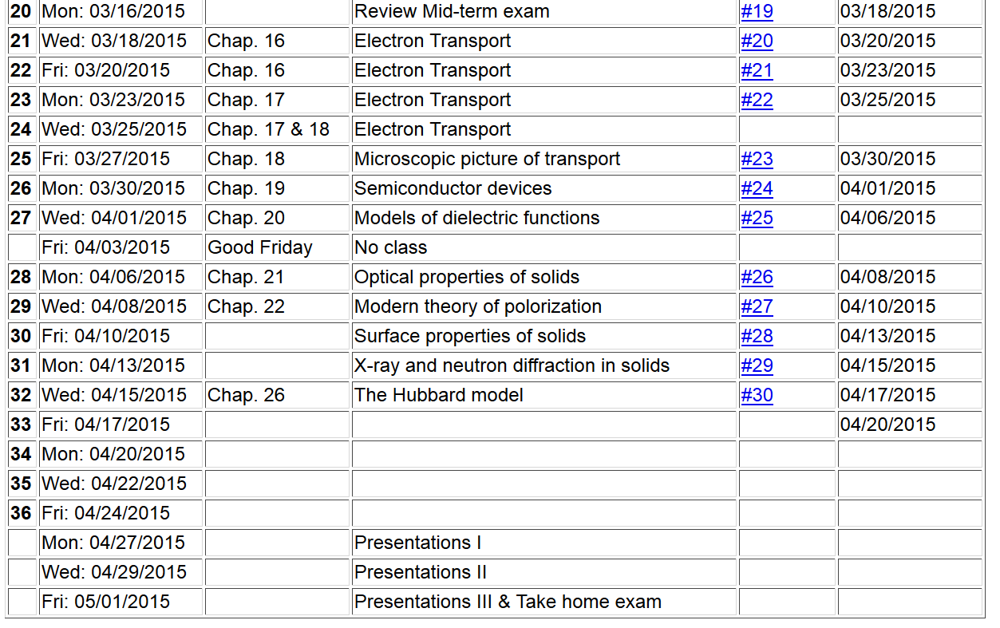 20 Mon: 03/16/2015 Review Mid-term exam #19 03/18/2015
21 Wed: 03/18/2015 Chap. 16 Electron Transport #20 03/20/2015
22 Fri: 03/20/2015 Chap. 16 Electron Transport #21 03/23/2015
23 Mon: 03/23/2015 Chap. 17 Electron Transport #22 03/25/2015
24 Wed: 03/25/2015 Chap. 17 & 18 Electron Transport
25 Fri: 03/27/2015 Chap. 18 Microscopic picture of transport #23 03/30/2015
26 Mon: 03/30/2015 Chap. 19 Semiconductor devices #24 04/01/2015
27 Wed: 04/01/2015 Chap. 20 Models of dielectric functions #25 04/06/2015
Fri: 04/03/2015 Good Friday No class
28 Mon: 04/06/2015 Chap. 21 Optical properties of solids #26 04/08/2015
29 Wed: 04/08/2015 Chap. 22 Modern theory of polorization #27 04/10/2015
30 Fri: 04/10/2015 Surface properties of solids #28 04/13/2015
31 Mon: 04/13/2015 X-ray and neutron diffraction in solids #29 04/15/2015
32 Wed: 04/15/2015 Chap. 26 The Hubbard model #30 04/17/2015
33 Fri: 04/17/2015 04/20/2015
34 Mon: 04/20/2015
35 Wed: 04/22/2015
36 Fri: 04/24/2015
Mon: 04/27/2015 Presentations I
Wed: 04/29/2015 Presentations II
Fri: 05/01/2015 Presentations III & Take home exam